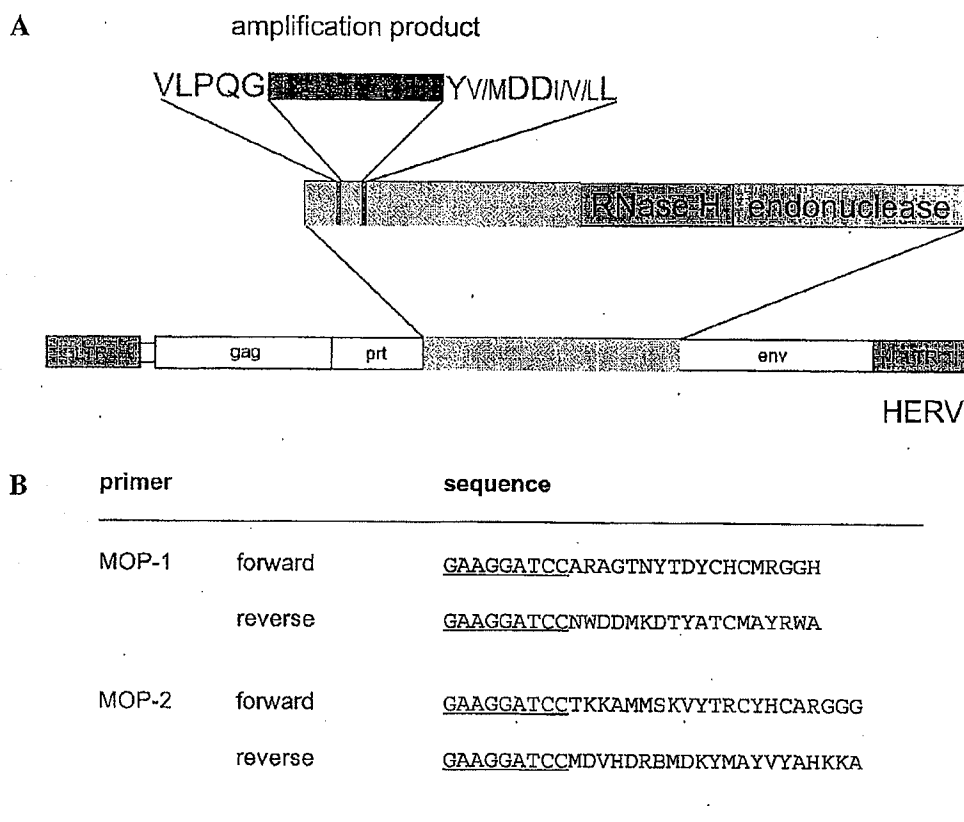 A
amplification product
VLPQG YV/MDDI/V/LL
RNase H endonuclease
gag prt env
HERV
B primer sequence
MOP-1 forward GAAGGATCCARAGTNYTDYCHCMRGGH
reverse GAAGGATCCNWDDMKDTYATCMAYRWA
MOP-2 forward GAAGGATCCTKKAMMSKVYTRCYHCARGGG
reverse GAAGGATCCMDVHDRBMDKYMAYVYAHKKA